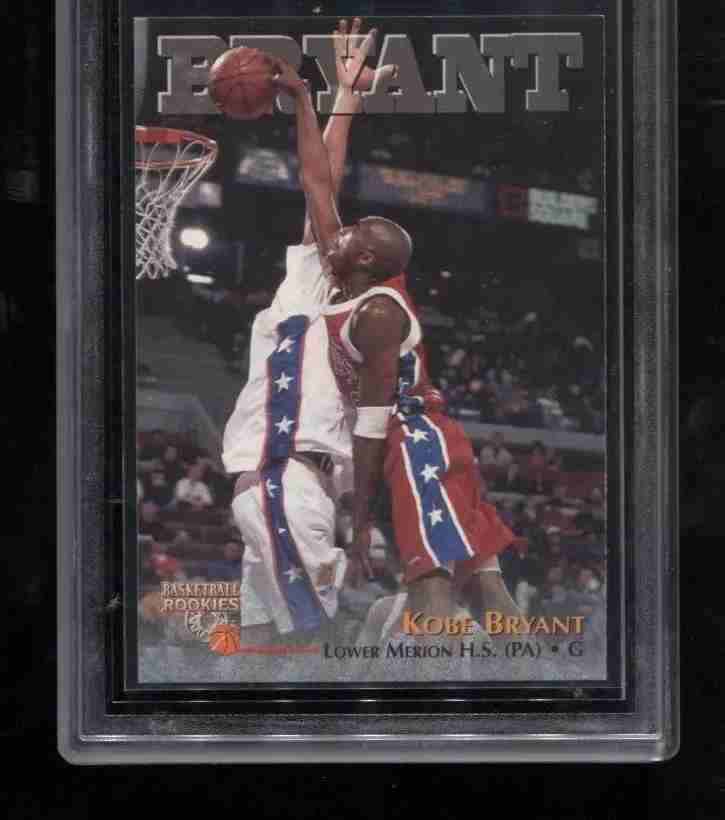 BRYANT
BASKETBALL
ROOKIES
KOBE BRYANT
LOWER MERION H.S. (PA) • G